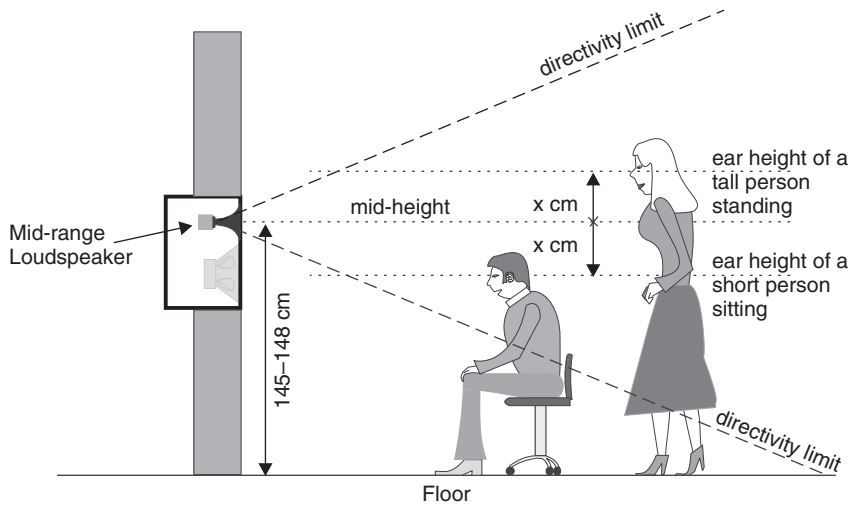 directivity limit
ear height of a
tall person
standing
mid-height
x cm
x cm
Mid-range
Loudspeaker
ear height of a
short person
sitting
145–148 cm
directivity limit
Floor